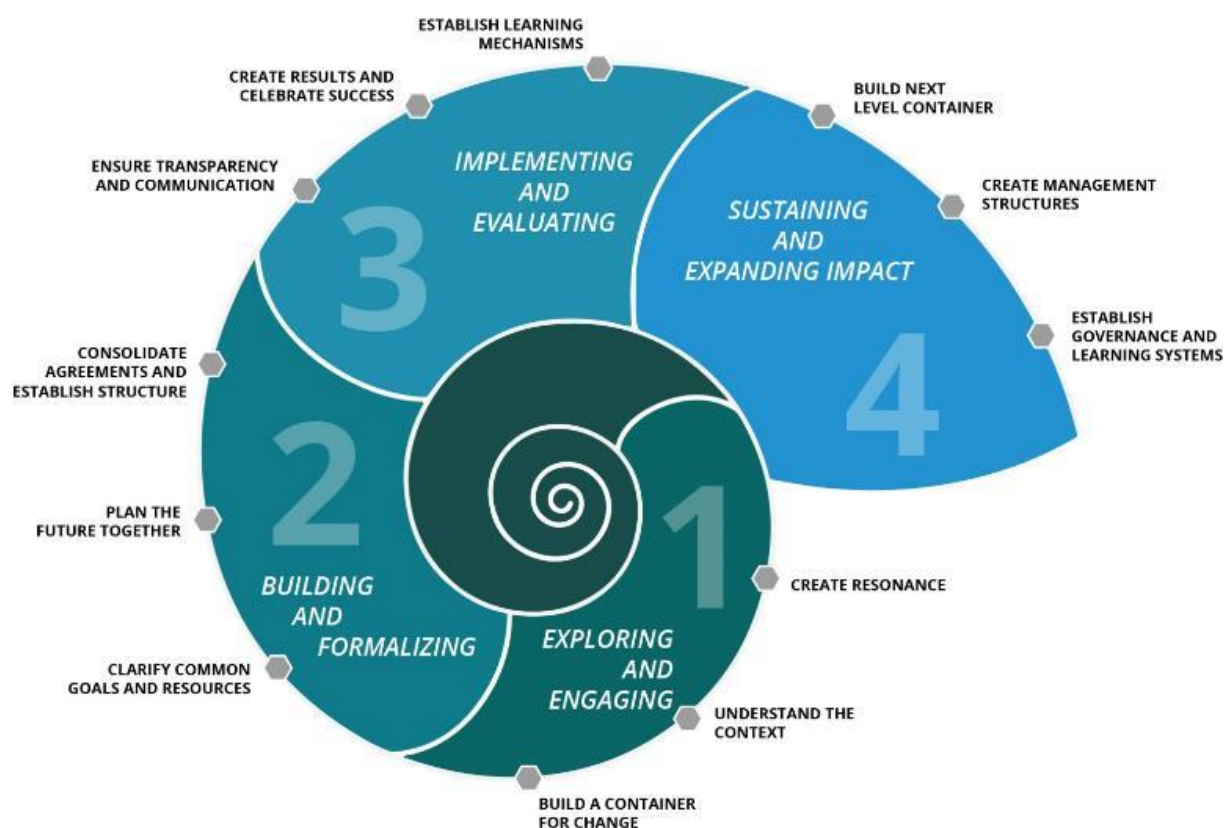 ESTABLISH LEARNING
MECHANISMS
CREATE RESULTS AND
CELEBRATE SUCCESS
ENSURE TRANSPARENCY
AND COMMUNICATION
BUILD NEXT
LEVEL CONTAINER
CREATE MANAGEMENT
STRUCTURES
ESTABLISH
GOVERNANCE AND
LEARNING SYSTEMS
IMPLEMENTING
AND
EVALUATING
3
SUSTAINING
AND
EXPANDING IMPACT
4
CONSOLIDATE
AGREEMENTS AND
ESTABLISH STRUCTURE
PLAN THE
FUTURE TOGETHER
CLARIFY COMMON
GOALS AND RESOURCES
2
BUILDING
AND
FORMALIZING
1
EXPLORING
AND
ENGAGING
CREATE RESONANCE
UNDERSTAND THE
CONTEXT
BUILD A CONTAINER
FOR CHANGE